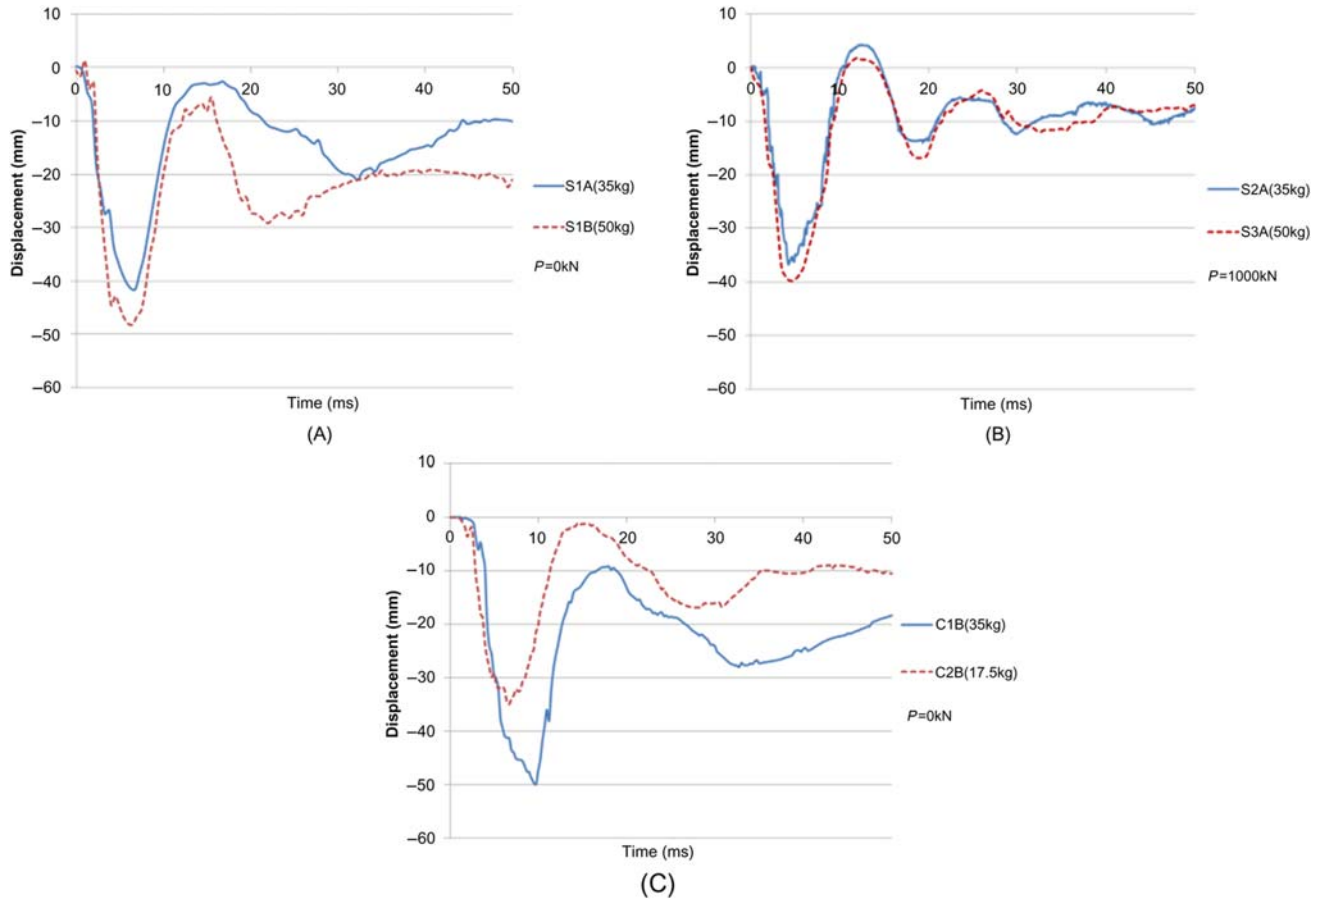 10
0
0 10 20 30 40 50
–10
–20
–30
–40
–50
–60
Displacement (mm)
Time (ms)
S1A(35kg)
S1B(50kg)
P=0kN
(A)
10
0
0 10 20 30 40 50
–10
–20
–30
–40
–50
–60
Displacement (mm)
Time (ms)
S2A(35kg)
S3A(50kg)
P=1000kN
(B)
10
0
0 10 20 30 40 50
–10
–20
–30
–40
–50
–60
Displacement (mm)
Time (ms)
C1B(35kg)
C2B(17.5kg)
P=0kN
(C)